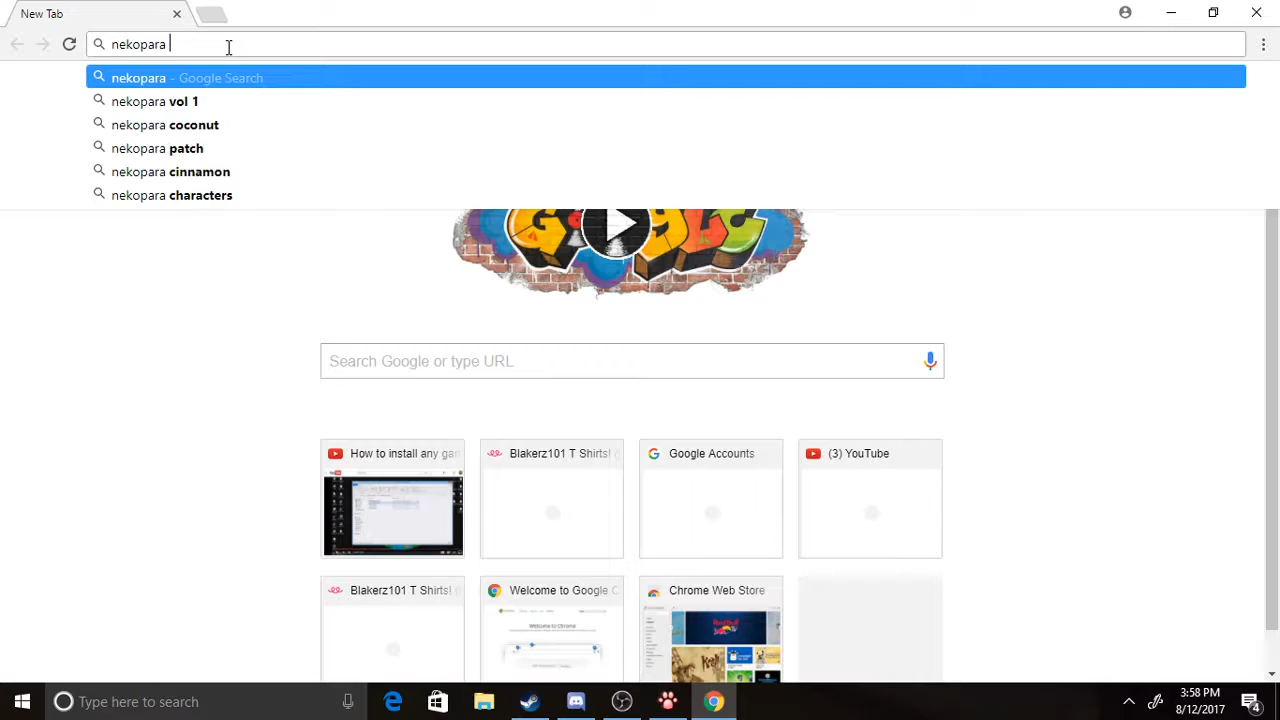 New Tab
nekopara
nekopara - Google Search
nekopara vol 1
nekopara coconut
nekopara patch
nekopara cinnamon
nekopara characters
Search Google or type URL
How to install any gam
Blakerz101 T Shirts! (
Google Accounts
(3) YouTube
Blakerz101 T Shirts! (
Welcome to Google C
Chrome Web Store
Type here to search
3:58 PM
8/12/2017
4